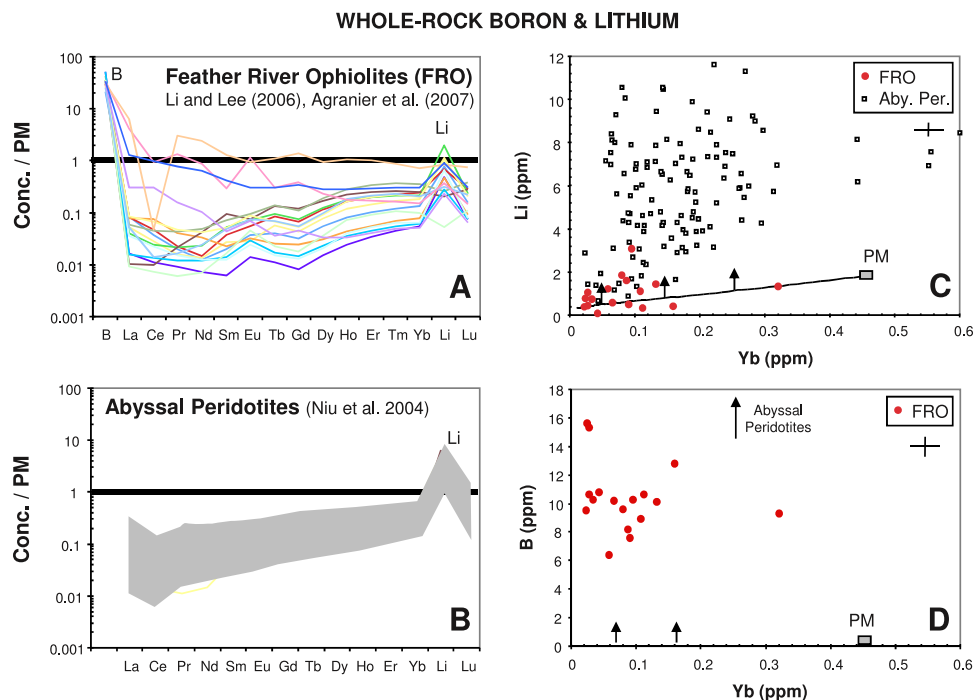 WHOLE-ROCK BORON & LITHIUM
100
10
1
0.1
0.01
0.001
Conc. / PM
B
Feather River Ophiolites (FRO)
Li and Lee (2006), Agranier et al. (2007)
Li
A
B La Ce Pr Nd Sm Eu Tb Gd Dy Ho Er Tm Yb Li Lu
12
10
8
6
4
2
0
Li (ppm)
FRO
Aby. Per.
PM
C
0 0.1 0.2 0.3 0.4 0.5 0.6
Yb (ppm)
100
10
1
0.1
0.01
0.001
Conc. / PM
Abyssal Peridotites (Niu et al. 2004)
Li
B
La Ce Pr Nd Sm Eu Gd Tb Dy Ho Er Yb Li Lu
18
16
14
12
10
8
6
4
2
0
B (ppm)
Abyssal
Peridotites
FRO
PM
D
0 0.1 0.2 0.3 0.4 0.5 0.6
Yb (ppm)